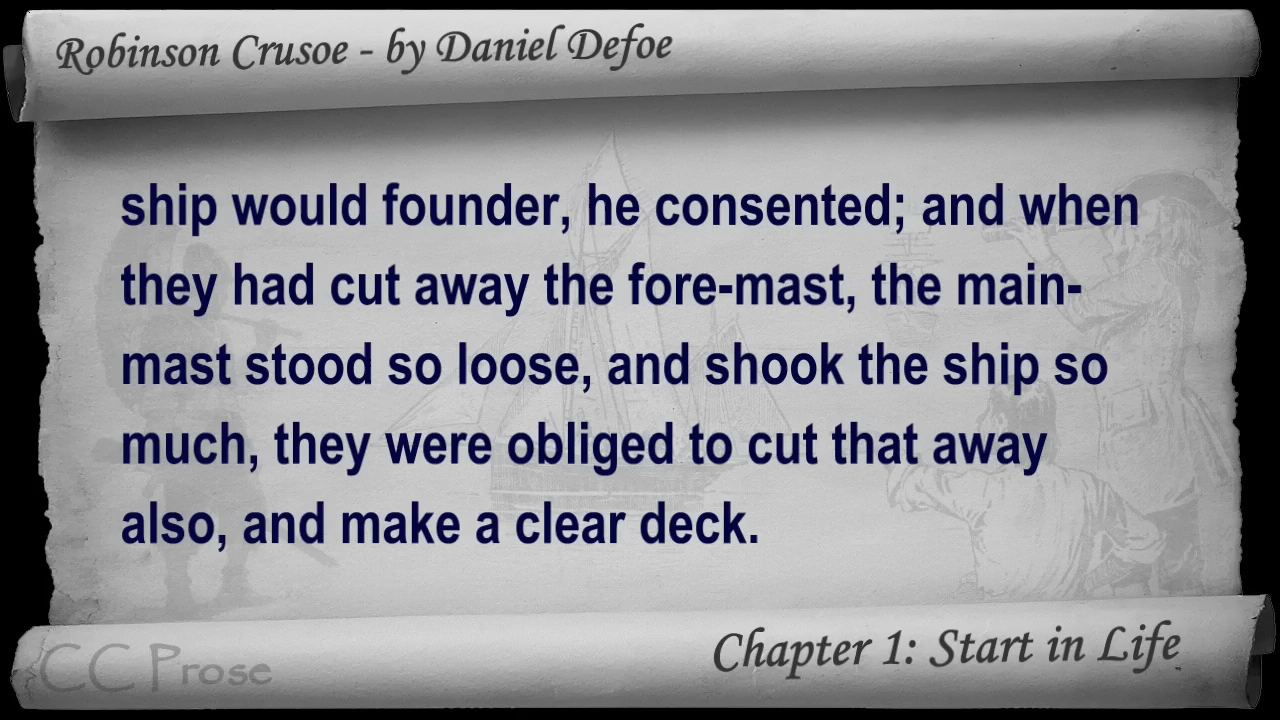 Robinson Crusoe - by Daniel Defoe
ship would founder, he consented; and when
they had cut away the fore-mast, the main-
mast stood so loose, and shook the ship so
much, they were obliged to cut that away
also, and make a clear deck.
Chapter 1: Start in Life
CC Prose